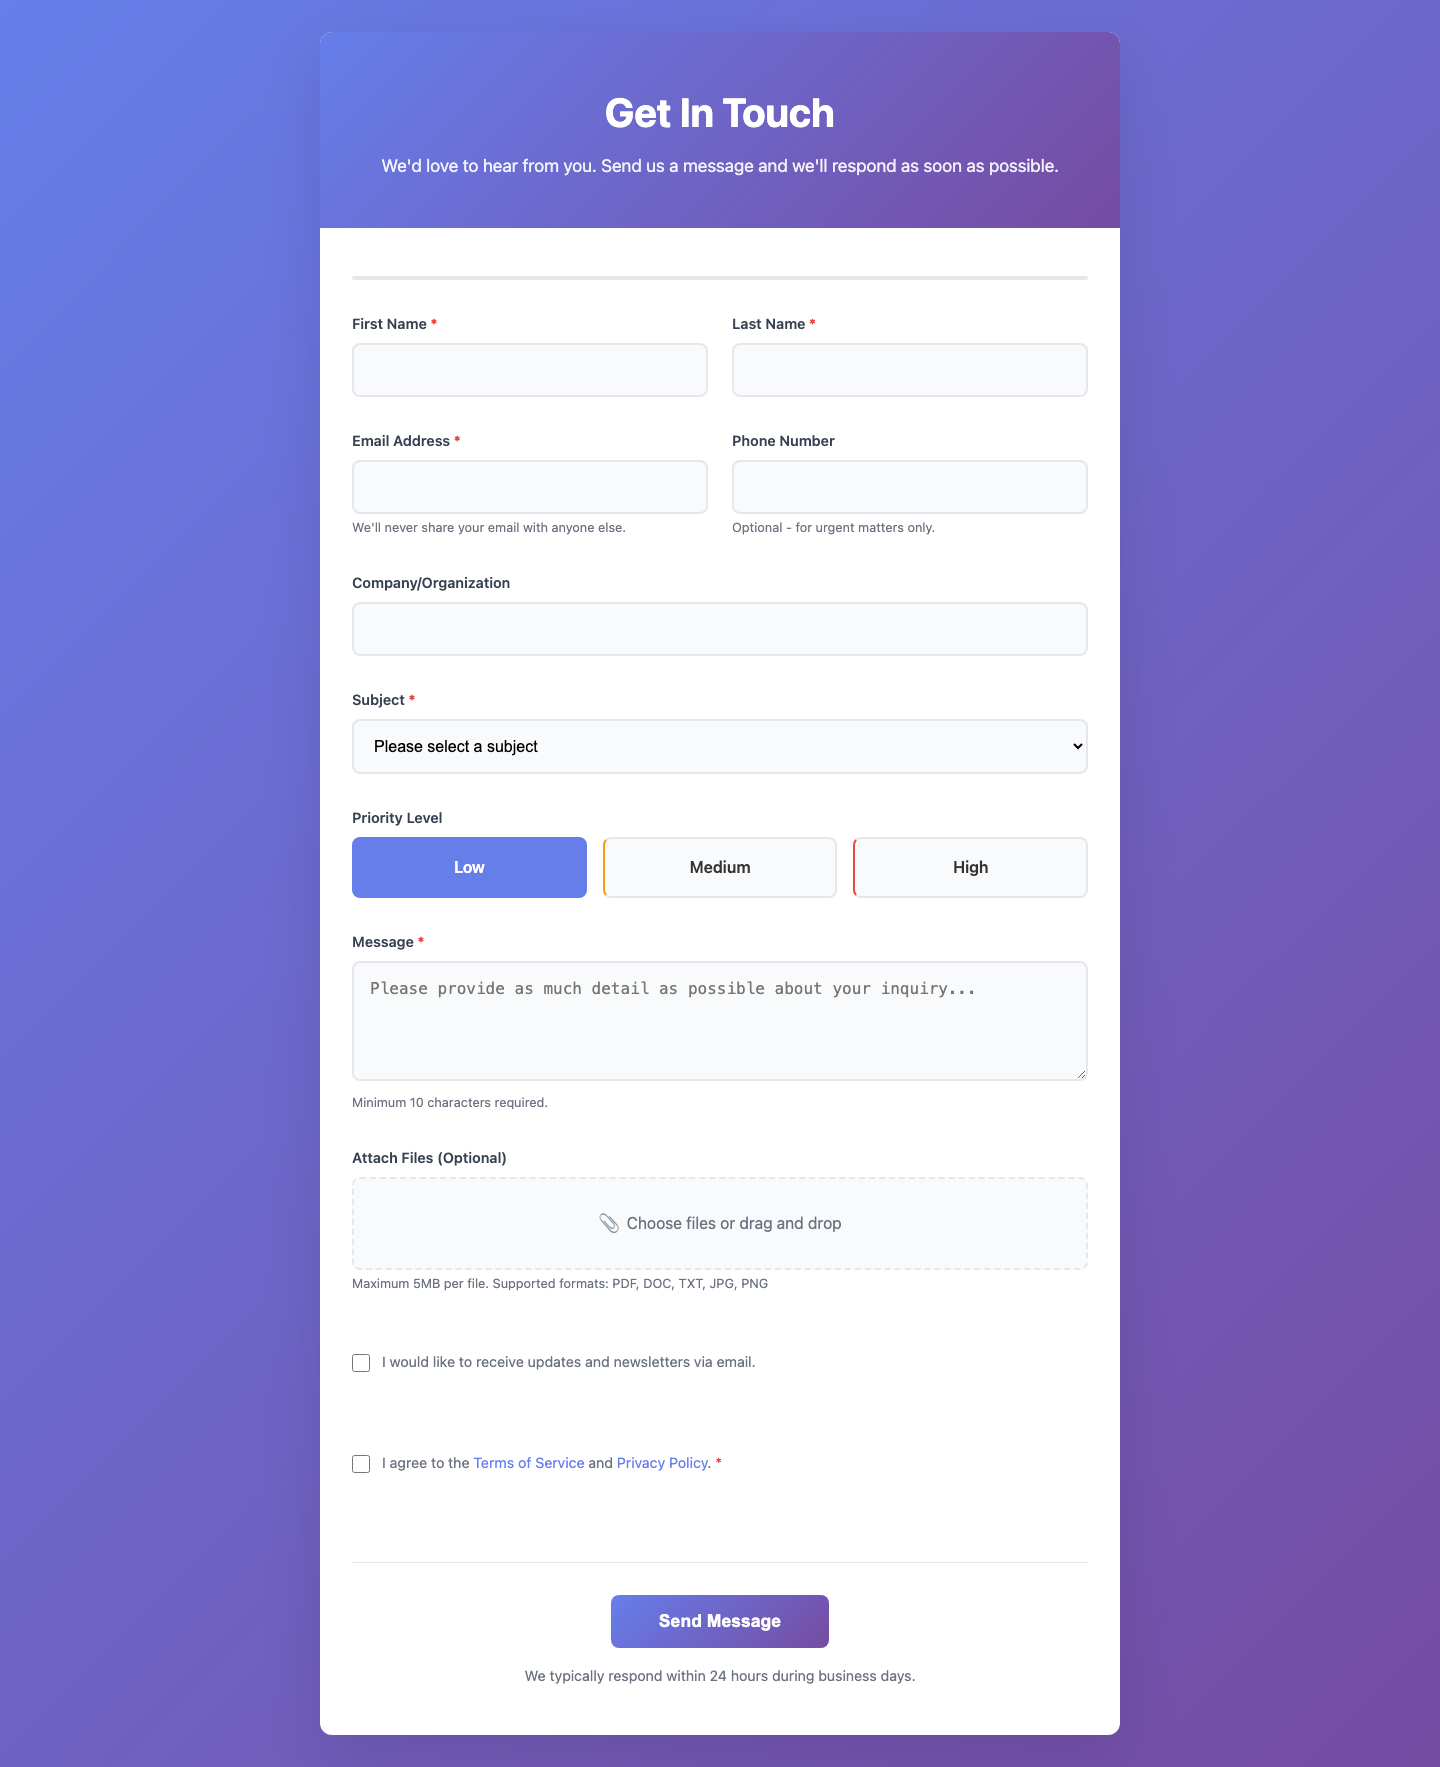 Get In Touch
We'd love to hear from you. Send us a message and we'll respond as soon as possible.
First Name *
Last Name *
Email Address *
Phone Number
We'll never share your email with anyone else.
Optional - for urgent matters only.
Company/Organization
Subject *
Please select a subject
Priority Level
Low
Medium
High
Message *
Please provide as much detail as possible about your inquiry...
Minimum 10 characters required.
Attach Files (Optional)
Choose files or drag and drop
Maximum 5MB per file. Supported formats: PDF, DOC, TXT, JPG, PNG
I would like to receive updates and newsletters via email.
I agree to the Terms of Service and Privacy Policy. *
Send Message
We typically respond within 24 hours during business days.